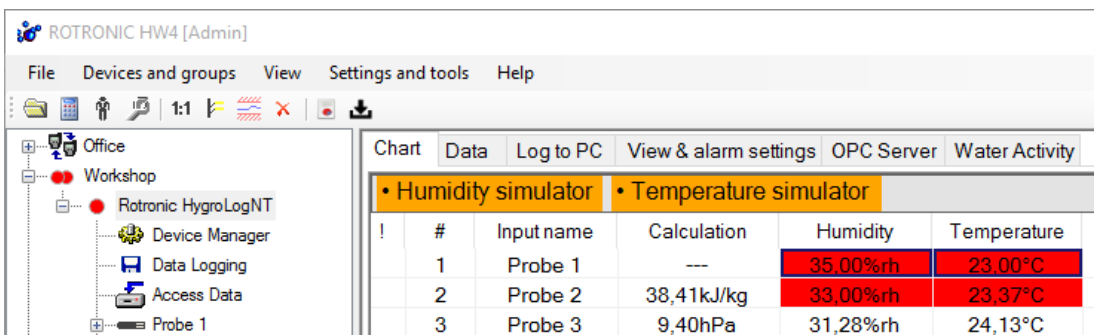 ROTRONIC HW4 [Admin]
File Devices and groups View Settings and tools Help
1:1
Office
Workshop
Rotronic HygroLogNT
Device Manager
Data Logging
Access Data
Probe 1
Chart Data Log to PC View & alarm settings OPC Server Water Activity
• Humidity simulator • Temperature simulator
! # Input name Calculation Humidity Temperature
1 Probe 1 --- 35,00%rh 23,00°C
2 Probe 2 38,41kJ/kg 33,00%rh 23,37°C
3 Probe 3 9,40hPa 31,28%rh 24,13°C